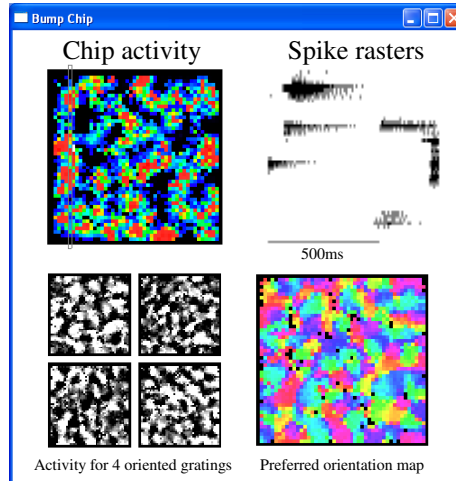 Bump Chip
Chip activity
Spike rasters
500ms
Activity for 4 oriented gratings
Preferred orientation map